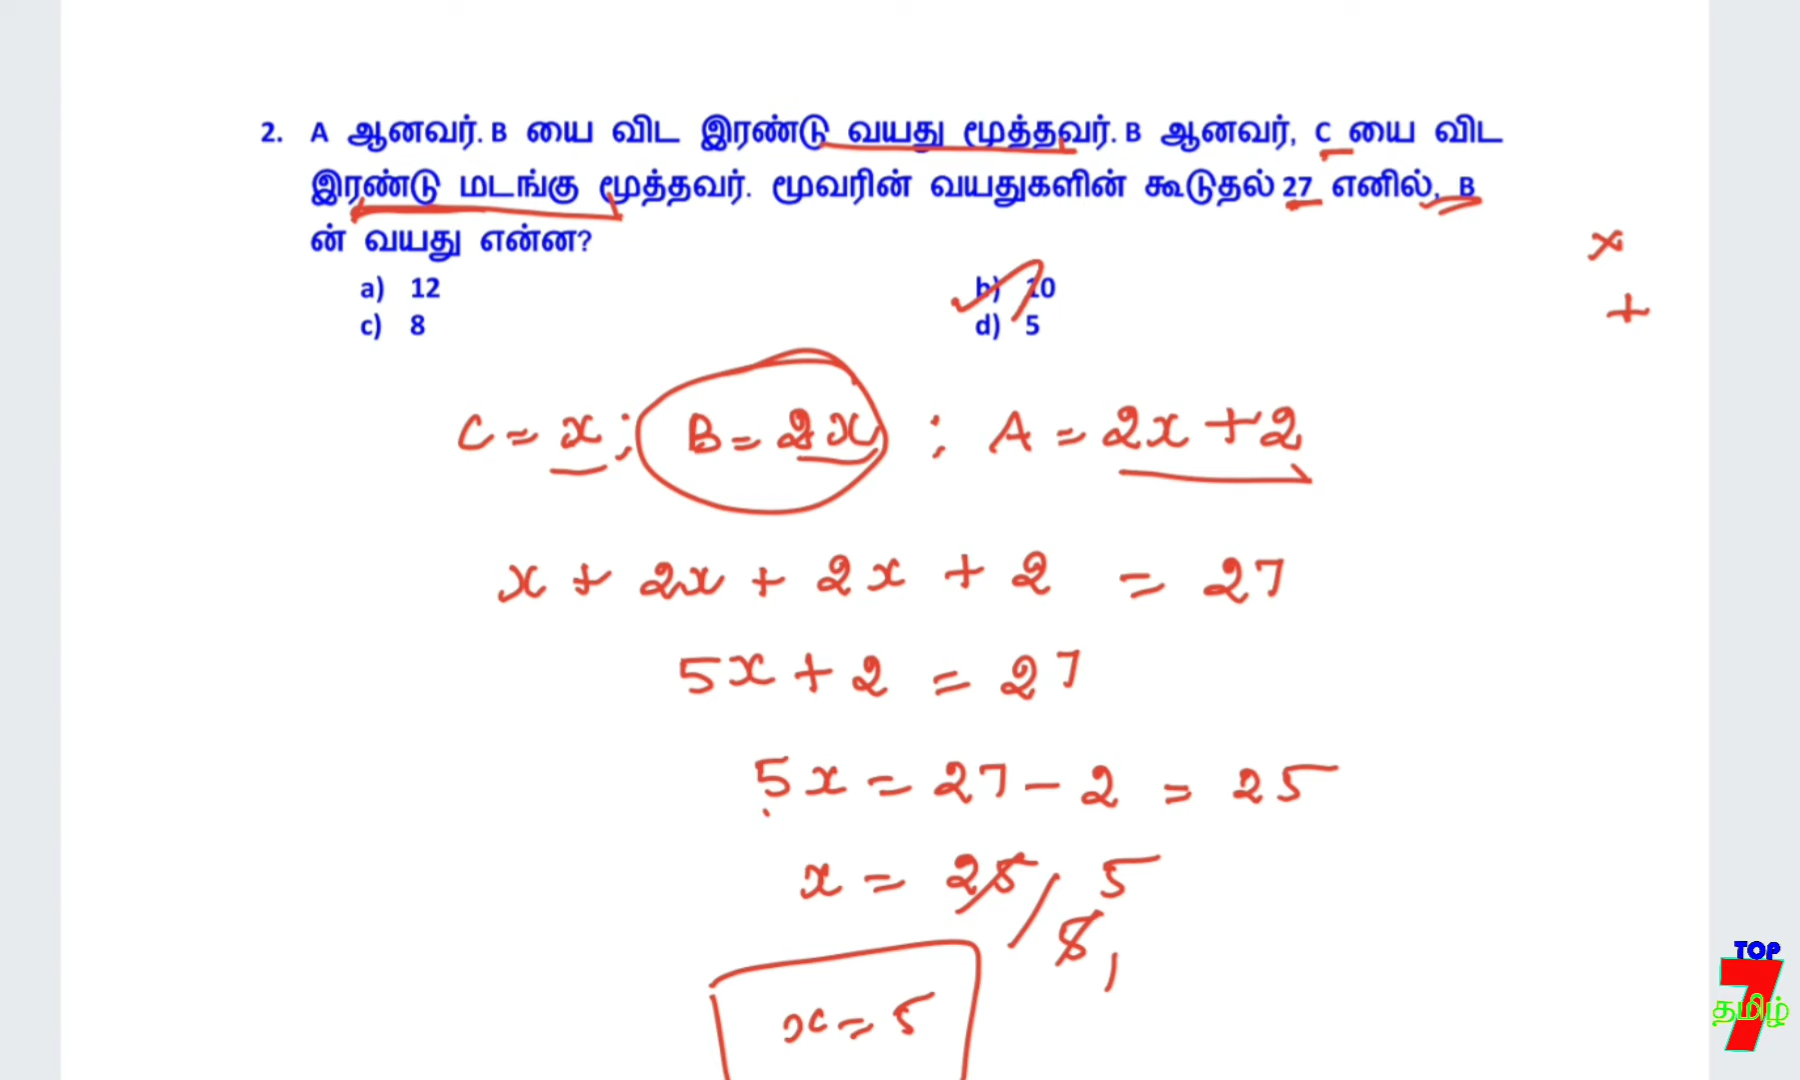 2. A ஆனவர். B யை விட இரண்டு வயது மூத்தவர். B ஆனவர், C யை விட
இரண்டு மடங்கு மூத்தவர். மூவரின் வயதுகளின் கூடுதல் 27 எனில், B
ன் வயது என்ன?
a) 12 b) 10
c) 8 d) 5
x
+
C = x ; B = 2x ; A = 2x + 2
x + 2x + 2x + 2 = 27
5x + 2 = 27
5x = 27 - 2 = 25
x = 25 / 5 5
x = 5
TOP
7
தமிழ்